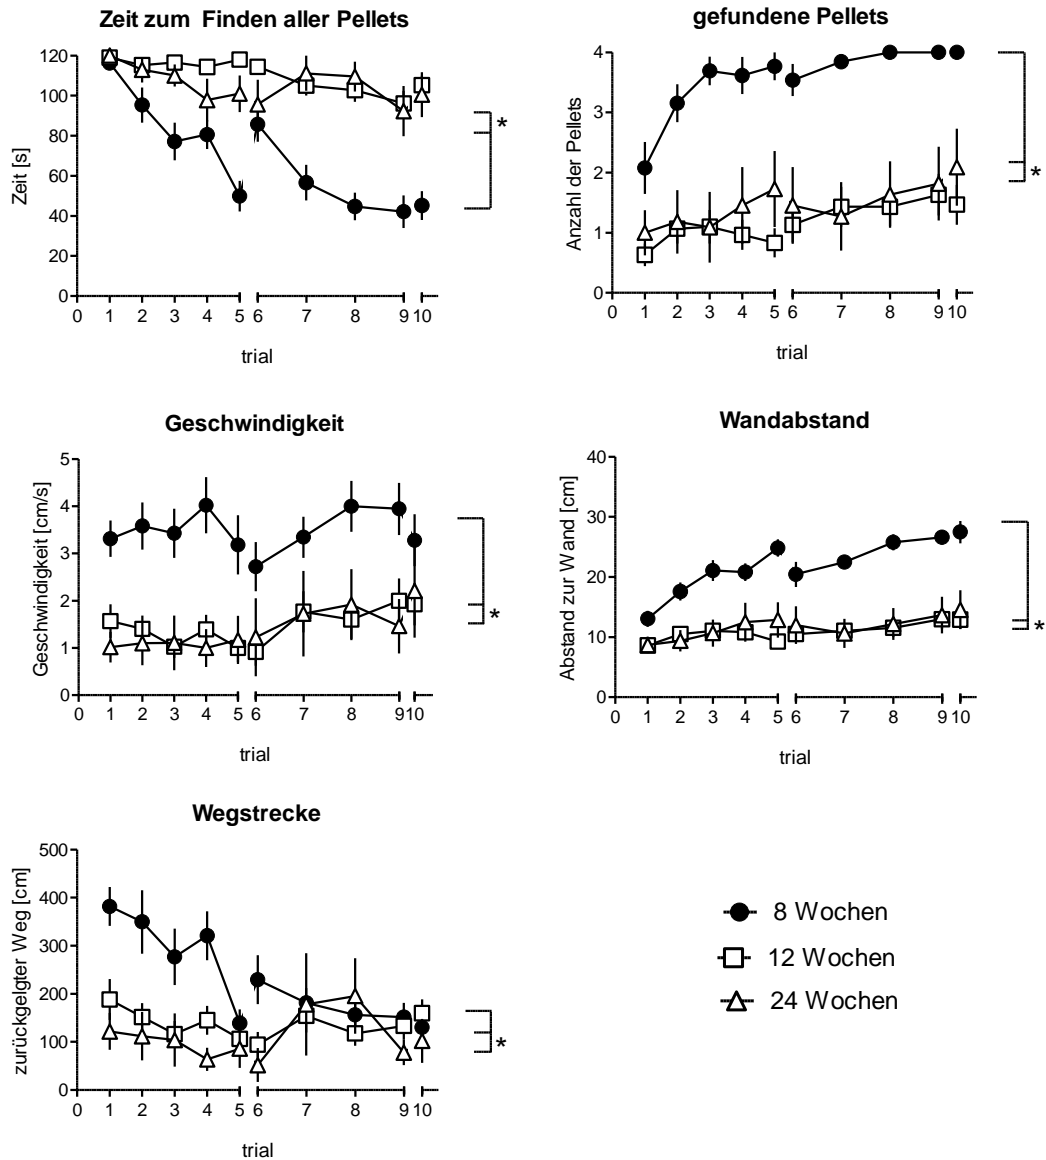 Zeit zum Finden aller Pellets
Zeit [s]
120
100
80
60
40
20
0
0 1 2 3 4 5 6 7 8 9 10
trial
*
gefundene Pellets
Anzahl der Pellets
4
3
2
1
0
0 1 2 3 4 5 6 7 8 9 10
trial
*
Geschwindigkeit
Geschwindigkeit [cm/s]
5
4
3
2
1
0
0 1 2 3 4 5 6 7 8 9 10
trial
*
Wandabstand
Abstand zur Wand [cm]
40
30
20
10
0
0 1 2 3 4 5 6 7 8 9 10
trial
*
Wegstrecke
zurückgelgter Weg [cm]
500
400
300
200
100
0
0 1 2 3 4 5 6 7 8 9 10
trial
*
8 Wochen
12 Wochen
24 Wochen